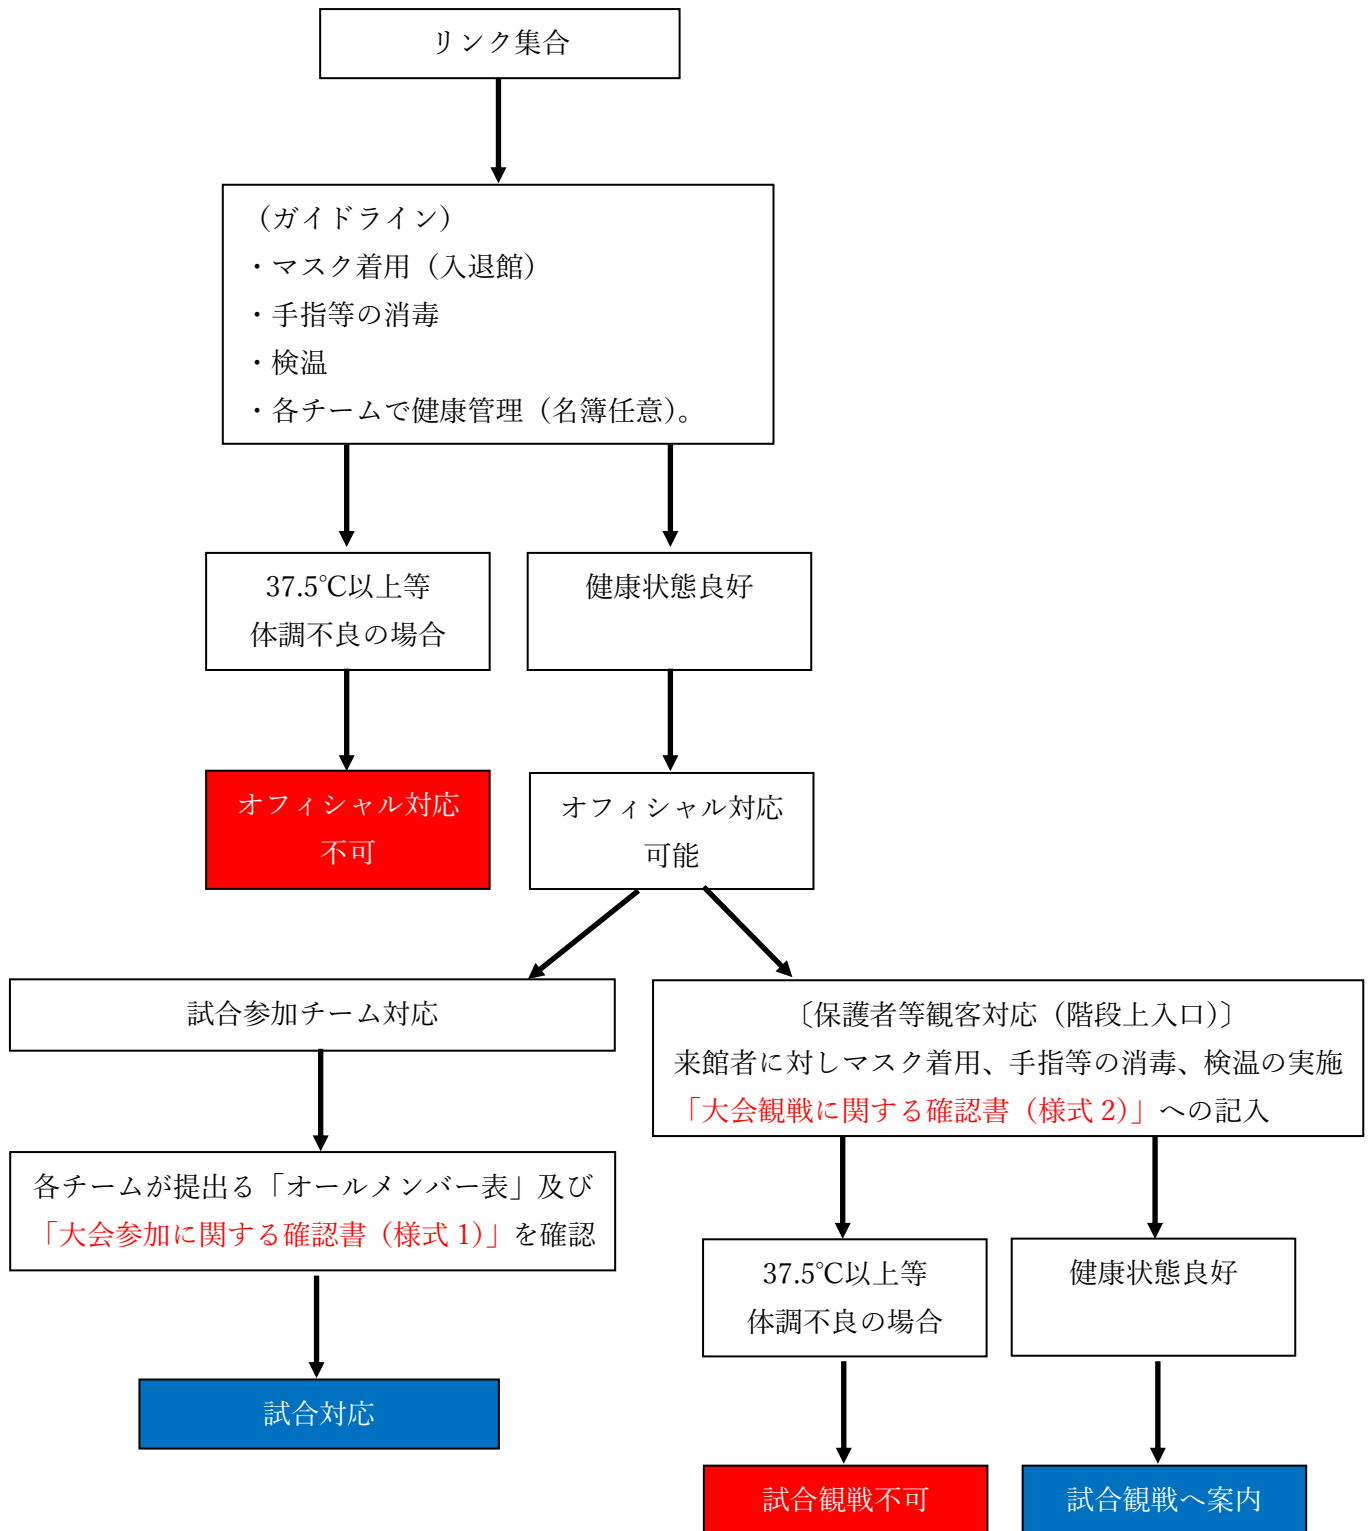 リンク集合
（ガイドライン）
・マスク着用（入退館）
・手指等の消毒
・検温
・各チームで健康管理（名簿任意）。
37.5℃以上等
体調不良の場合
健康状態良好
オフィシャル対応
不可
オフィシャル対応
可能
試合参加チーム対応
各チームが提出る「オールメンバー表」及び
「大会参加に関する確認書（様式 1）」を確認
試合対応
〔保護者等観客対応（階段上入口）〕
来館者に対しマスク着用、手指等の消毒、検温の実施
「大会観戦に関する確認書（様式 2）」への記入
37.5℃以上等
体調不良の場合
健康状態良好
試合観戦不可
試合観戦へ案内